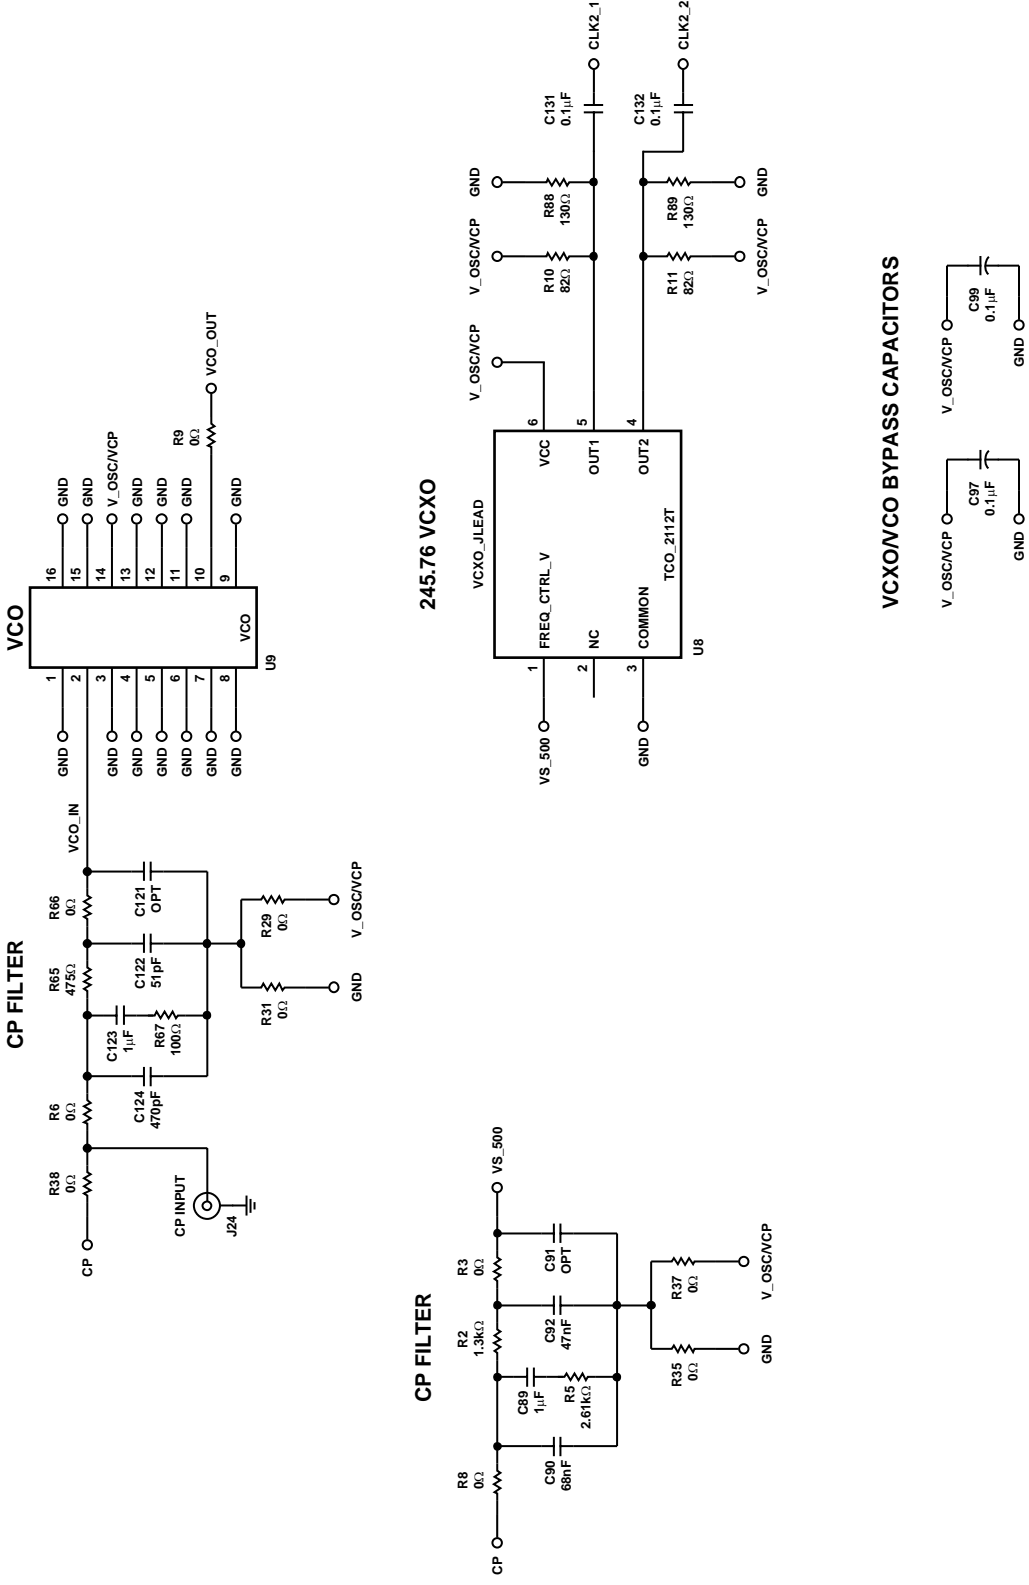 CP FILTER
CP
R38
0Ω
CP INPUT
J24
R6
0Ω
C124
470pF
C123
1µF
R67
100Ω
R65
475Ω
C122
51pF
R66
0Ω
C121
OPT
R31
0Ω
GND
R29
0Ω
V_OSC/VCP
VCO_IN
VCO
GND
1
2
GND
3
GND
4
GND
5
GND
6
GND
7
GND
8
VCO
U9
16
GND
15
GND
14
V_OSC/VCP
13
GND
12
GND
11
GND
10
9
GND
R9
0Ω
VCO_OUT
CP FILTER
CP
R8
0Ω
C90
68nF
C89
1µF
R5
2.61kΩ
R2
1.3kΩ
C92
47nF
R3
0Ω
C91
OPT
VS_500
R35
0Ω
GND
R37
0Ω
V_OSC/VCP
245.76 VCXO
VCXO_JLEAD
VS_500
1
FREQ_CTRL_V
2
NC
GND
3
COMMON
TCO_2112T
U8
VCC
6
OUT1
5
OUT2
4
V_OSC/VCP
V_OSC/VCP
R10
82Ω
GND
R88
130Ω
C131
0.1µF
CLK2_1
R11
82Ω
V_OSC/VCP
R89
130Ω
GND
C132
0.1µF
CLK2_2
VCXO/VCO BYPASS CAPACITORS
V_OSC/VCP
C97
0.1µF
GND
V_OSC/VCP
C99
0.1µF
GND